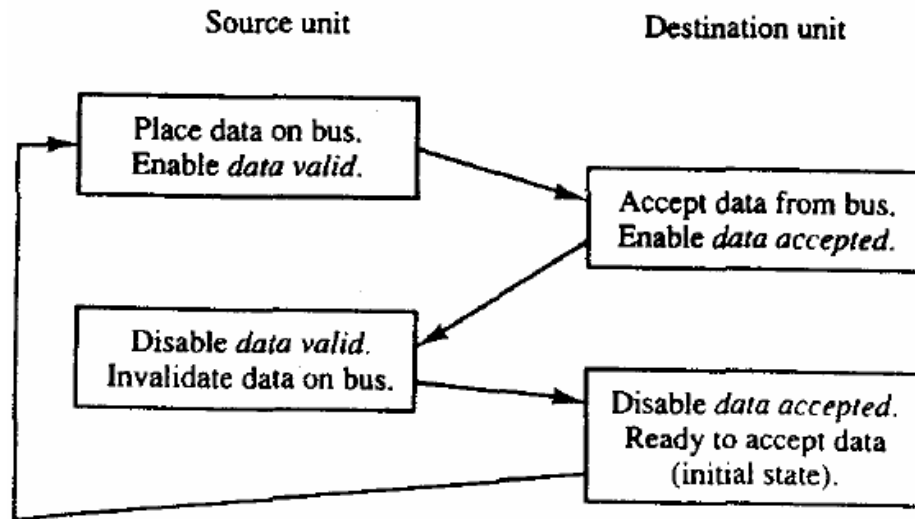 Source unit
Destination unit
Place data on bus.
Enable data valid.
Accept data from bus.
Enable data accepted.
Disable data valid.
Invalidate data on bus.
Disable data accepted.
Ready to accept data
(initial state).